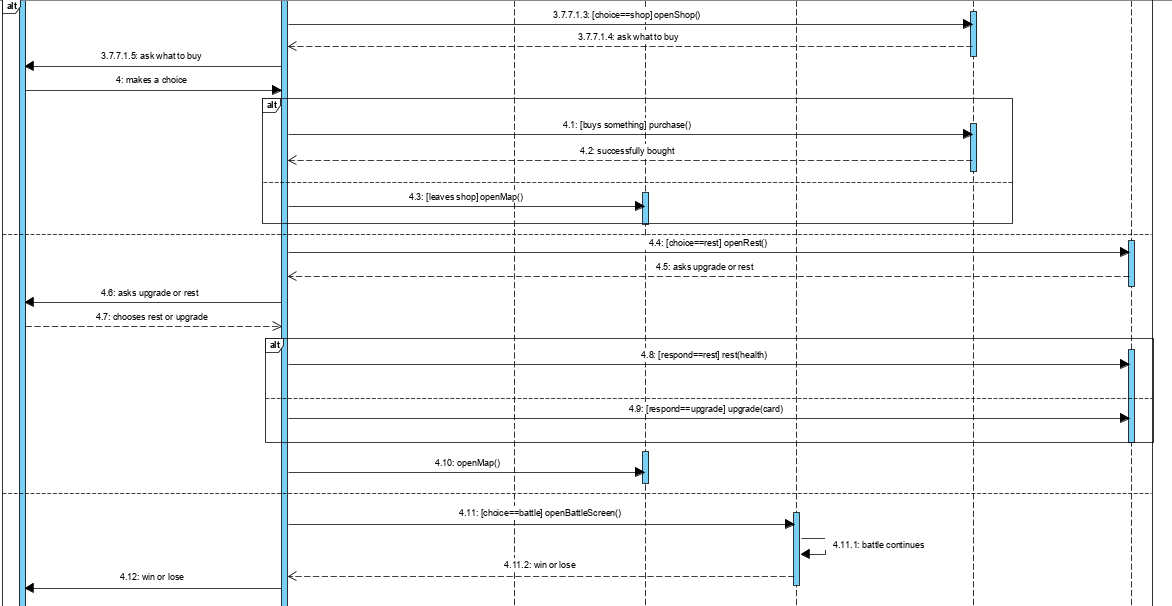 alt
3.7.7.1.3: [choice==shop] openShop()
3.7.7.1.4: ask what to buy
3.7.7.1.5: ask what to buy
4: makes a choice
alt
4.1: [buys something] purchase()
4.2: successfully bought
4.3: [leaves shop] openMap()
4.4: [choice==rest] openRest()
4.5: asks upgrade or rest
4.6: asks upgrade or rest
4.7: chooses rest or upgrade
alt
4.8: [respond==rest] rest(health)
4.9: [respond==upgrade] upgrade(card)
4.10: openMap()
4.11: [choice==battle] openBattleScreen()
4.11.1: battle continues
4.11.2: win or lose
4.12: win or lose